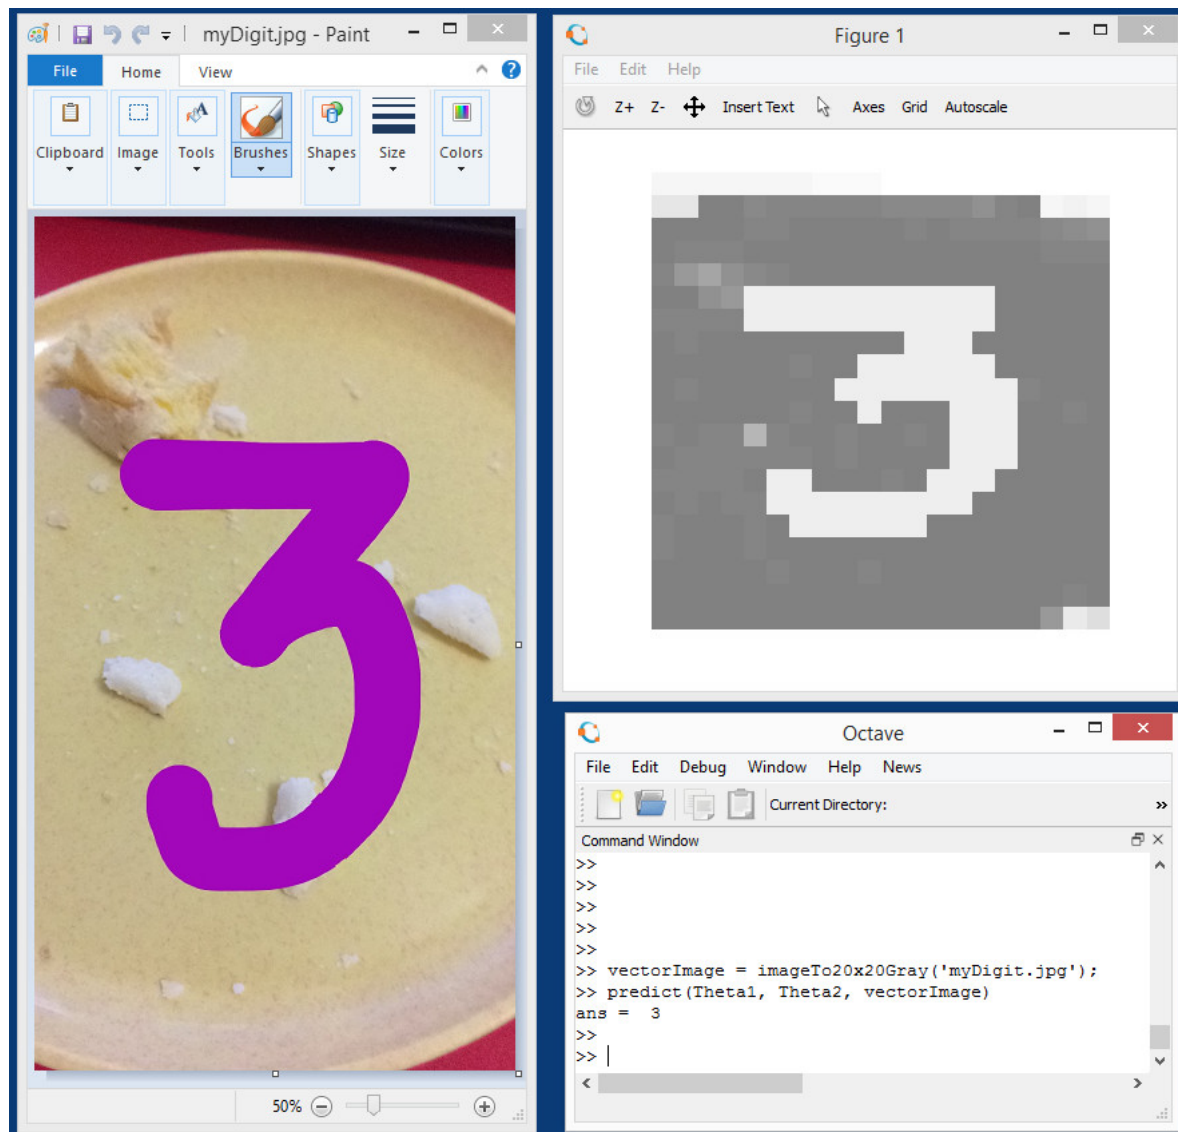 myDigit.jpg - Paint
File Home View
Clipboard Image Tools Brushes Shapes Size Colors
3
50%
Figure 1
File Edit Help
Z+ Z- Insert Text Axes Grid Autoscale
3
Octave
File Edit Debug Window Help News
Current Directory: »
Command Window
>>
>>
>>
>>
>>
>> vectorImage = imageTo20x20Gray('myDigit.jpg');
>> predict(Theta1, Theta2, vectorImage)
ans =  3
>>
>>